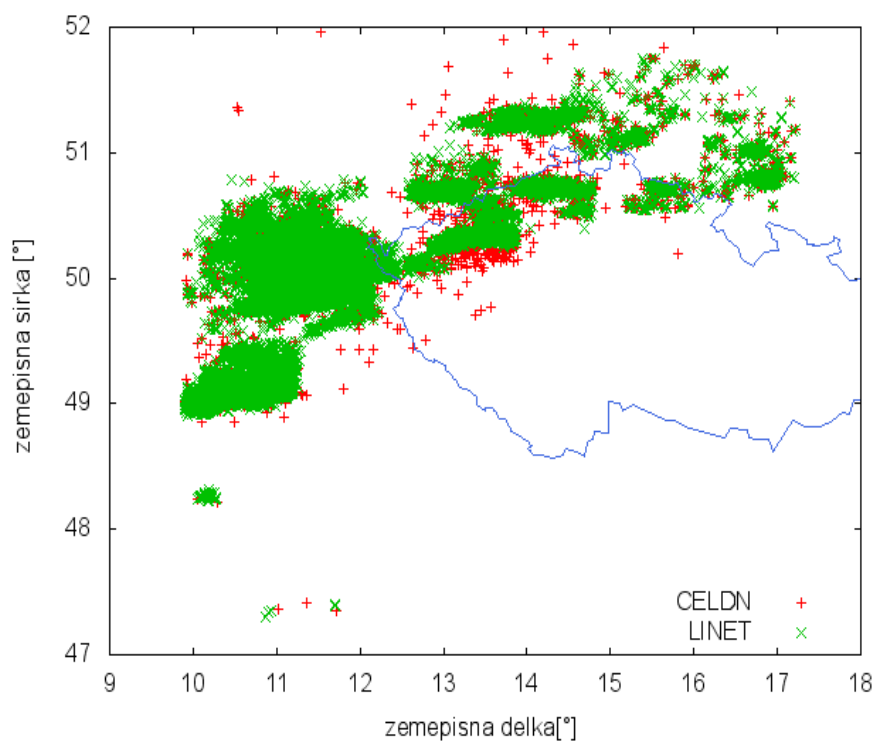 52
51
50
49
48
47
zemepisna sirka [°]
CELDN
LINET
9 10 11 12 13 14 15 16 17 18
zemepisna delka[°]